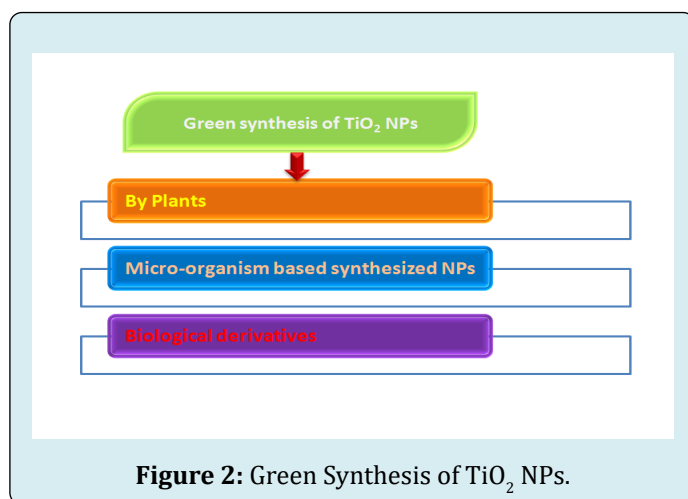 Green synthesis of TiO₂ NPs
By Plants
Micro-organism based synthesized NPs
Biological derivatives
Figure 2: Green Synthesis of TiO₂ NPs.